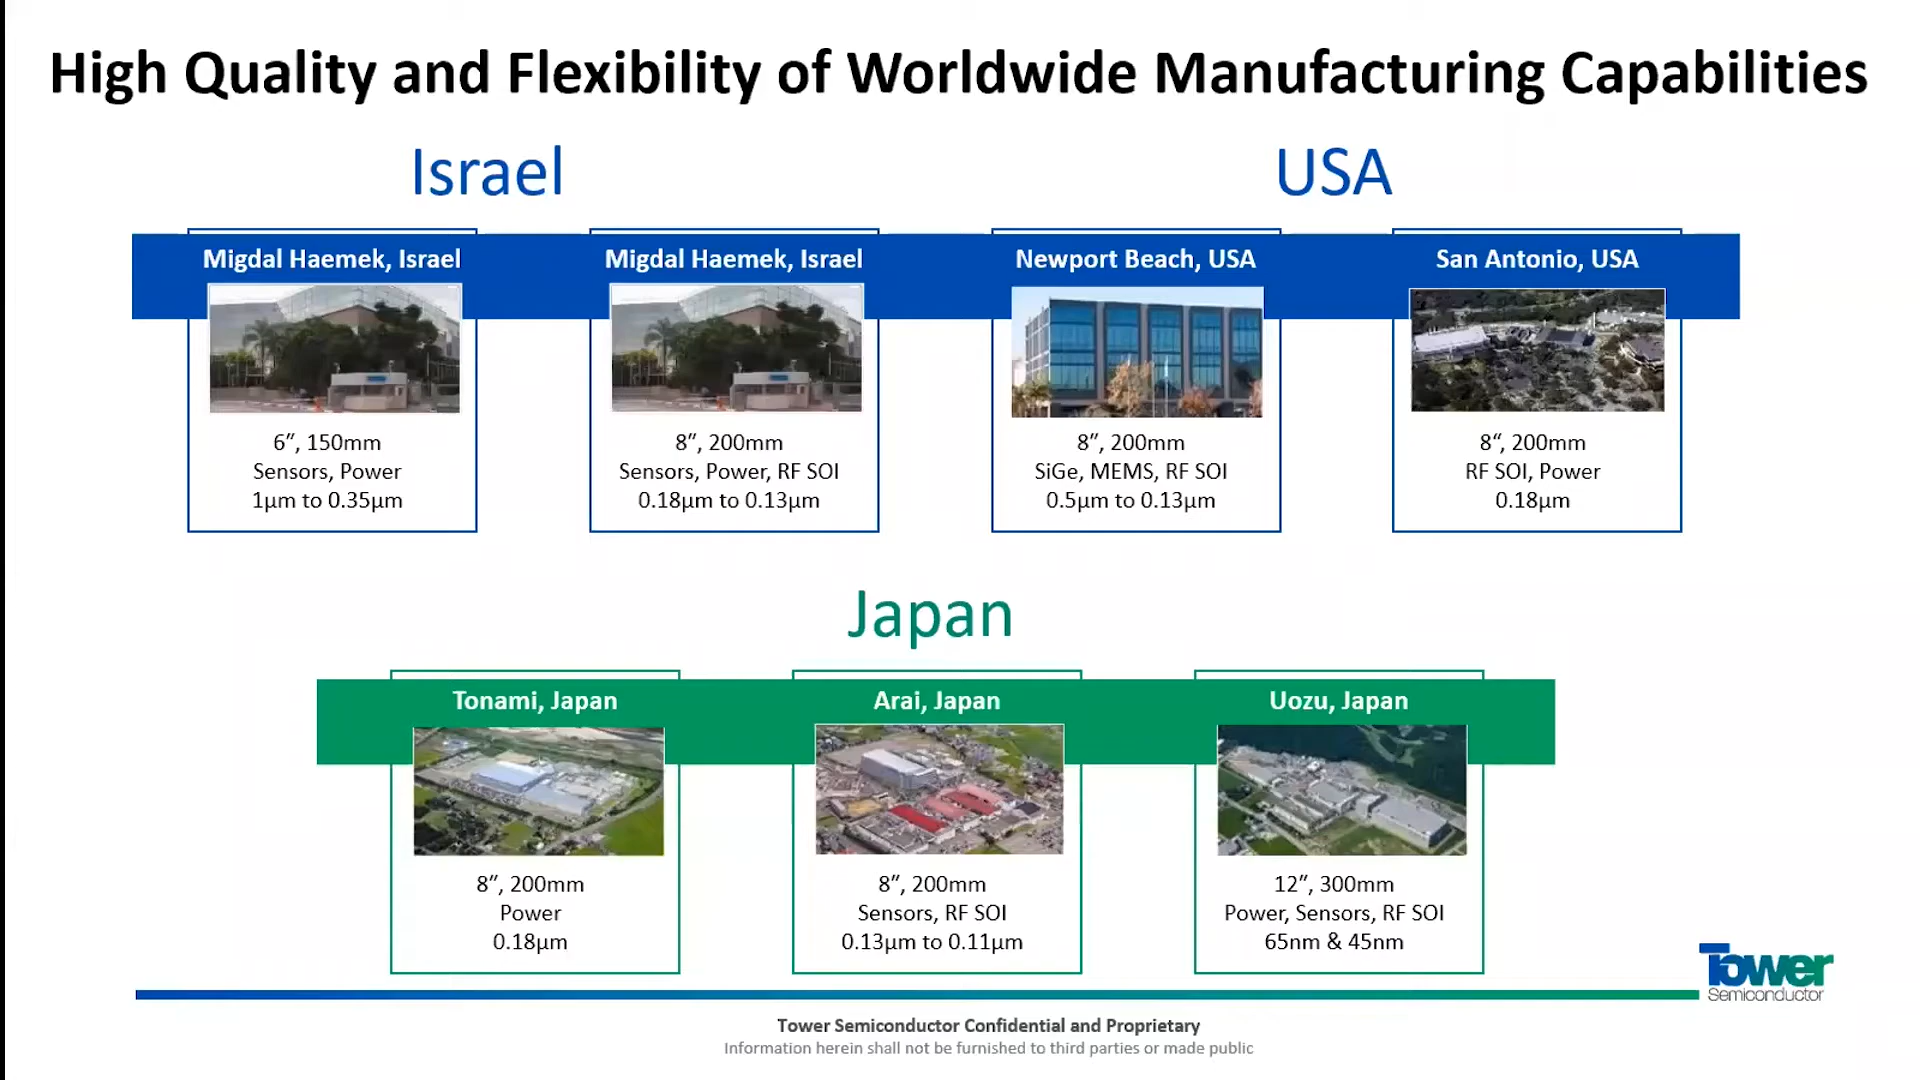 High Quality and Flexibility of Worldwide Manufacturing Capabilities
Israel
USA
Migdal Haemek, Israel
6″, 150mm
Sensors, Power
1µm to 0.35µm
Migdal Haemek, Israel
8″, 200mm
Sensors, Power, RF SOI
0.18µm to 0.13µm
Newport Beach, USA
8″, 200mm
SiGe, MEMS, RF SOI
0.5µm to 0.13µm
San Antonio, USA
8“, 200mm
RF SOI, Power
0.18µm
Japan
Tonami, Japan
8″, 200mm
Power
0.18µm
Arai, Japan
8″, 200mm
Sensors, RF SOI
0.13µm to 0.11µm
Uozu, Japan
12″, 300mm
Power, Sensors, RF SOI
65nm & 45nm
Tower
Semiconductor
Tower Semiconductor Confidential and Proprietary
Information herein shall not be furnished to third parties or made public